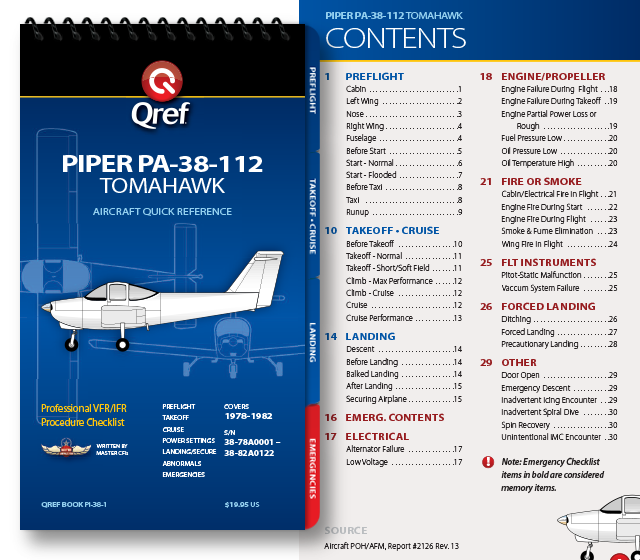 Qref
PIPER PA-38-112
TOMAHAWK
AIRCRAFT QUICK REFERENCE
Professional VFR/IFR
Procedure Checklist
WRITTEN BY
MASTER CFIs
PREFLIGHT
TAKEOFF
CRUISE
POWER SETTINGS
LANDING/SECURE
ABNORMALS
EMERGENCIES
COVERS
1978-1982
S/N
38-78A0001 –
38-82A0122
QREF BOOK PI-38-1
$19.95 US
PREFLIGHT
TAKEOFF • CRUISE
LANDING
EMERGENCIES
PIPER PA-38-112 TOMAHAWK
CONTENTS
1 PREFLIGHT
Cabin . . . . . . . . . . . . . . . . . . . . .1
Left Wing . . . . . . . . . . . . . . . . . .2
Nose . . . . . . . . . . . . . . . . . . . . .3
Right Wing . . . . . . . . . . . . . . . . .4
Fuselage . . . . . . . . . . . . . . . . . .4
Before Start . . . . . . . . . . . . . . . .5
Start - Normal . . . . . . . . . . . . . .6
Start - Flooded . . . . . . . . . . . . .7
Before Taxi . . . . . . . . . . . . . . . .8
Taxi . . . . . . . . . . . . . . . . . . . . .8
Runup . . . . . . . . . . . . . . . . . . .9
10 TAKEOFF • CRUISE
Before Takeoff . . . . . . . . . . . . .10
Takeoff - Normal . . . . . . . . . . .11
Takeoff - Short/Soft Field . . . . .11
Climb - Max Performance . . . . .12
Climb - Cruise . . . . . . . . . . . . .12
Cruise . . . . . . . . . . . . . . . . . . .12
Cruise Performance . . . . . . . . .13
14 LANDING
Descent . . . . . . . . . . . . . . . . .14
Before Landing . . . . . . . . . . . .14
Balked Landing . . . . . . . . . . . .14
After Landing . . . . . . . . . . . . .15
Securing Airplane . . . . . . . . . .15
16 EMERG. CONTENTS
17 ELECTRICAL
Alternator Failure . . . . . . . . . .17
Low Voltage . . . . . . . . . . . . . .17
18 ENGINE/PROPELLER
Engine Failure During Flight . . .18
Engine Failure During Takeoff . .19
Engine Partial Power Loss or
Rough . . . . . . . . . . . . . . . .19
Fuel Pressure Low . . . . . . . . . .20
Oil Pressure Low . . . . . . . . . . .20
Oil Temperature High . . . . . . . .20
21 FIRE OR SMOKE
Cabin/Electrical Fire in Flight . . .21
Engine Fire During Start . . . . . .22
Engine Fire During Flight . . . . .23
Smoke & Fume Elimination . . .23
Wing Fire in Flight . . . . . . . . . .24
25 FLT INSTRUMENTS
Pitot-Static Malfunction . . . . . .25
Vaccum System Failure . . . . . .25
26 FORCED LANDING
Ditching . . . . . . . . . . . . . . . . .26
Forced Landing . . . . . . . . . . . .27
Precautionary Landing . . . . . . .28
29 OTHER
Door Open . . . . . . . . . . . . . . .29
Emergency Descent . . . . . . . . .29
Inadvertent Icing Encounter . . .29
Inadvertent Spiral Dive . . . . . .30
Spin Recovery . . . . . . . . . . . . .30
Unintentional IMC Encounter . .30
! Note: Emergency Checklist
items in bold are considered
memory items.
SOURCE
Aircraft POH/AFM, Report #2126 Rev. 13